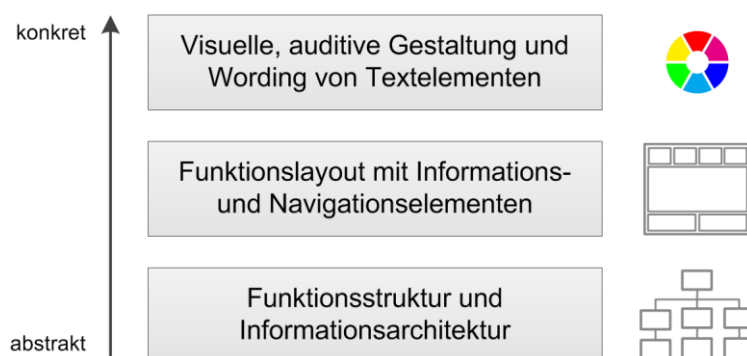 konkret
Visuelle, auditive Gestaltung und
Wording von Textelementen
Funktionslayout mit Informations-
und Navigationselementen
Funktionsstruktur und
Informationsarchitektur
abstrakt